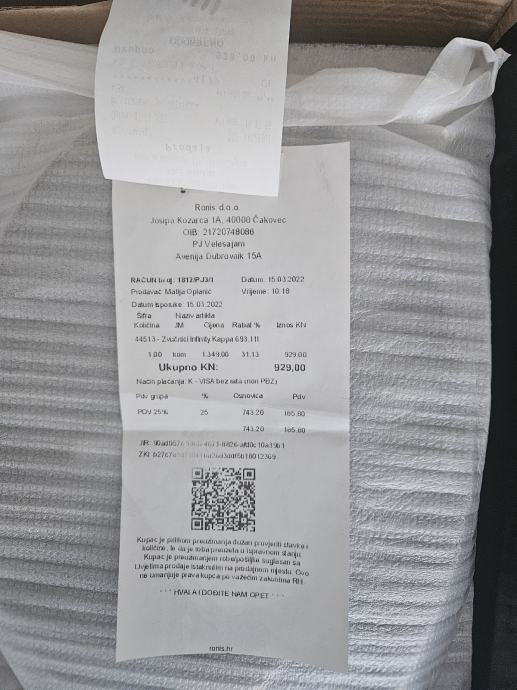 Ronis d.o.o.
Josipa Kozarca 1A, 40000 Čakovec
OIB: 21720748086
PJ Velesajam
Avenija Dubrovnik 15A
RAČUN broj: 1812/PJ3/1 Datum: 15.03.2022
Prodavač: Matija Oplanić Vrijeme: 10:18
Datum isporuke: 15.03.2022
Šifra Naziv artikla
Količina JM Cijena Rabat % Iznos KN
44513 - Zvučnici Infinity Kappa 693.11I
1,00 kom 1.349,00 31,13 929,00
Ukupno KN: 929,00
Način plaćanja: K - VISA bez rata (non PBZ)
Pdv grupa % Osnovica Pdv
PDV 25% 25 743,20 185,80
743,20 185,80
JIR:
ZKI:
Kupac je prilikom preuzimanja dužan provjeriti stavke i
količine, te da je roba preuzeta u ispravnom stanju.
Kupac je preuzimanjem robe/pošiljke suglasan sa
Uvjetima prodaje istaknutim na prodajnom mjestu. Ovo
ne umanjuje prava kupca po važećim zakonima RH.
* * * HVALA I DOĐITE NAM OPET * * *
ronis.hr